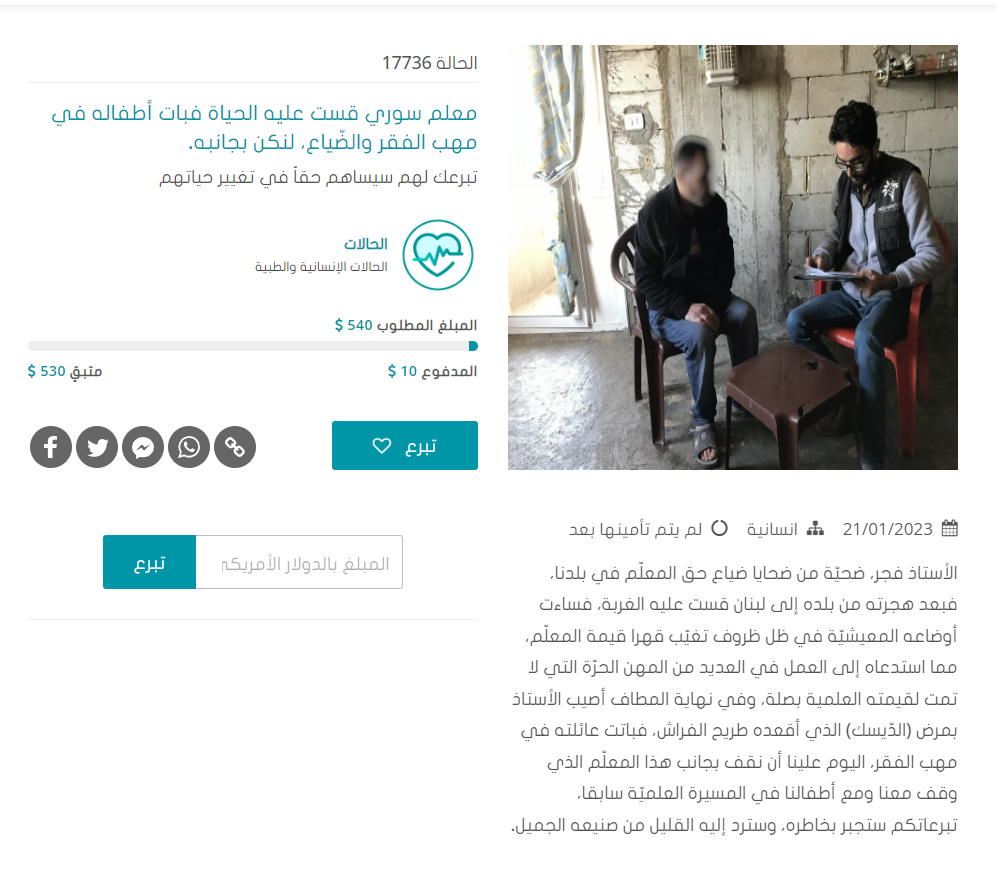 الحالة 17736
معلم سوري قست عليه الحياة فبات أطفاله في
مهب الفقر والضّياع، لنكن بجانبه.
تبرعك لهم سيساهم حقاً في تغيير حياتهم
الحالات
الحالات الإنسانية والطبية
المبلغ المطلوب 540 $
المدفوع 10 $
متبقٍ 530 $
تبرع
المبلغ بالدولار الأمريكي
تبرع
21/01/2023 انسانية لم يتم تأمينها بعد
الأستاذ فجر، ضحيّة من ضحايا ضياع حق المعلّم في بلدنا،
فبعد هجرته من بلده إلى لبنان قست عليه الغربة، فساءت
أوضاعه المعيشيّة في ظل ظروف تغيّب قهرا قيمة المعلّم،
مما استدعاه إلى العمل في العديد من المهن الحرّة التي لا
تمت لقيمته العلمية بصلة، وفي نهاية المطاف أصيب الأستاذ
بمرض (الدّيسك) الذي أقعده طريح الفراش، فباتت عائلته في
مهب الفقر، اليوم علينا أن نقف بجانب هذا المعلّم الذي
وقف معنا ومع أطفالنا في المسيرة العلميّة سابقا،
تبرعاتكم ستجبر بخاطره، وسترد إليه القليل من صنيعه الجميل.